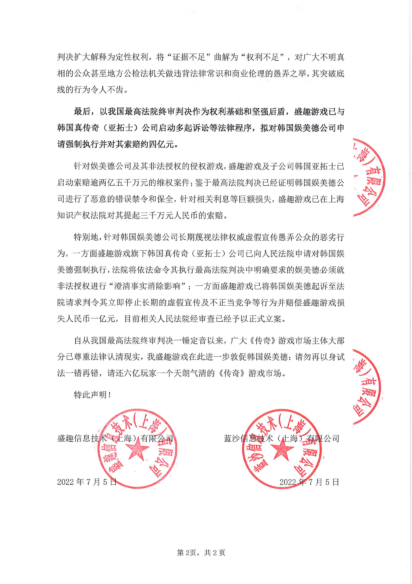 判决扩大解释为定性权利，将“证据不足”曲解为“权利不足”，对广大不明真
相的公众甚至地方公检法机关做违背法律常识和商业伦理的愚弄之举，其突破底
线的行为令人不齿。
最后，以我国最高法院终审判决作为权利基础和坚强后盾，盛趣游戏已与
韩国真传奇（亚拓士）公司启动多起诉讼等法律程序，拟对韩国娱美德公司申
请强制执行并对其索赔约四亿元。
针对娱美德公司及其非法授权的侵权游戏，盛趣游戏及子公司韩国亚拓士已
启动索赔逾两亿五千万元的维权案件；鉴于最高法院判决已经证明韩国娱美德公
司进行了恶意的错误禁令和保全，针对相关利息等巨额损失，盛趣游戏已在上海
知识产权法院对其提起三千万元人民币的索赔。
特别地，针对韩国娱美德公司长期蔑视法律权威虚假宣传愚弄公众的恶劣行
为，一方面盛趣游戏旗下韩国真传奇（亚拓士）公司已向人民法院申请对韩娱美
德强制执行，法院将依法命令其执行最高法院判决中明确要求的娱美德必须就
非法授权进行“澄清事实消除影响”；一方面盛趣游戏已将韩国娱美德起诉至法
院请求判令其立即停止长期的虚假宣传及不正当竞争等行为并赔偿盛趣游戏损
失人民币一亿元，目前相关人民法院经审查已经予以正式立案。
自从我国最高法院终审判决一锤定音以来，广大《传奇》游戏市场主体大部
分已尊重法律认清现实，我盛趣游戏在此进一步敦促韩国娱美德：请勿再以身试
法一错再错，请还六亿玩家一个天朗气清的《传奇》游戏市场。
特此声明！
盛趣信息技术（上海）有限公司 蓝沙信息技术（上海）有限公司
2022 年 7 月 5 日 2022 年 7 月 5 日
第 2页，共 2 页